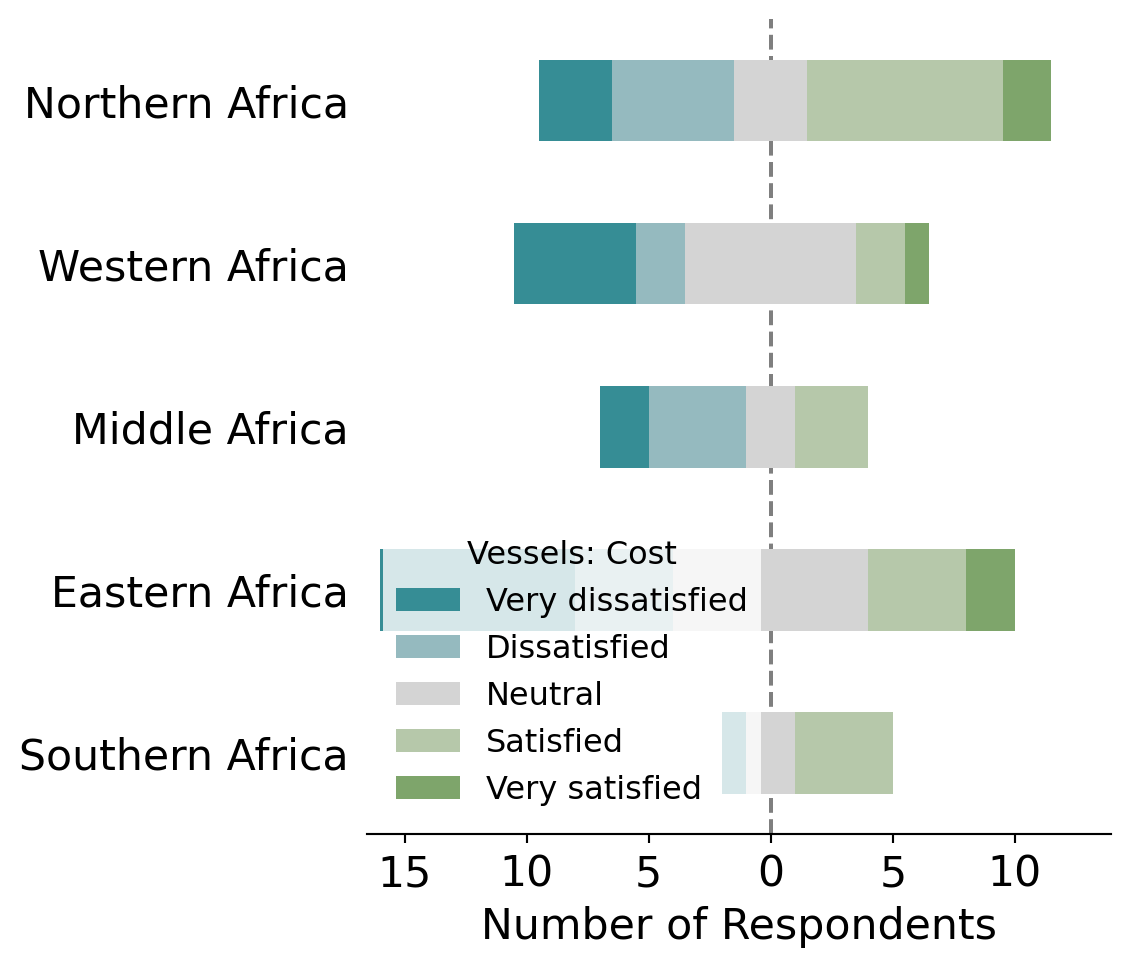 Northern Africa
Western Africa
Middle Africa
Eastern Africa
Southern Africa
Vessels: Cost
Very dissatisfied
Dissatisfied
Neutral
Satisfied
Very satisfied
15 10 5 0 5 10
Number of Respondents